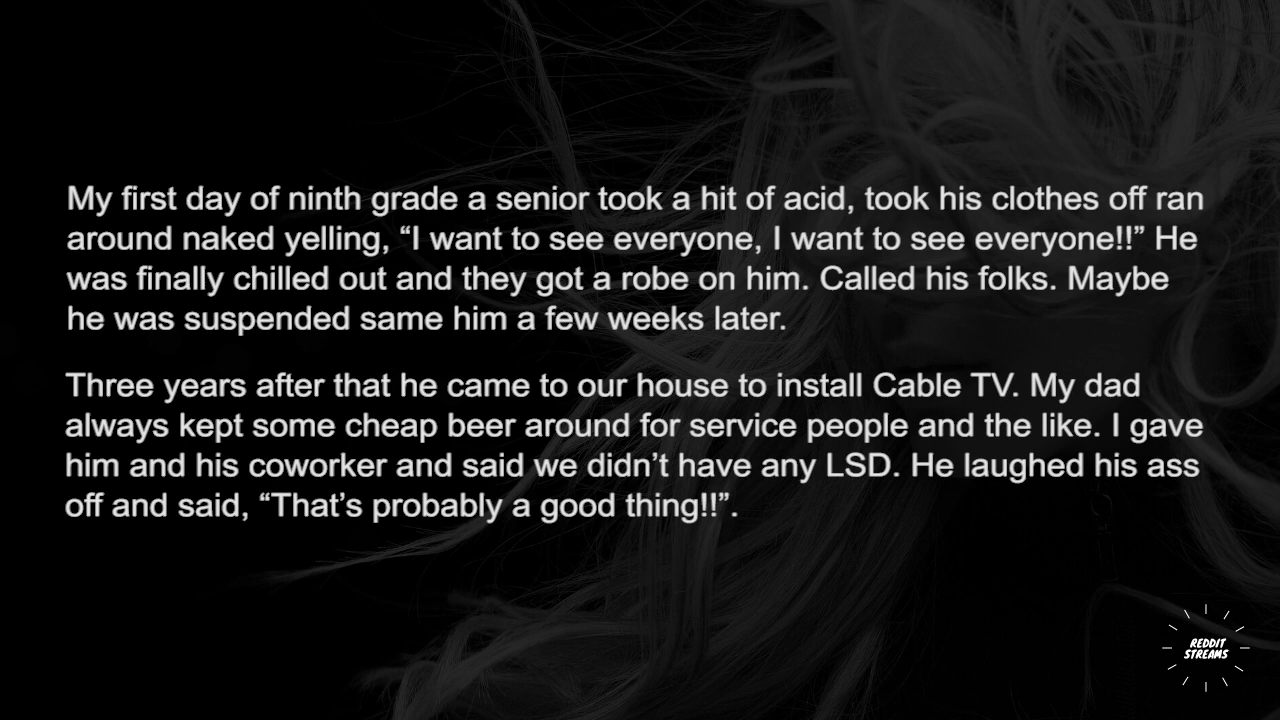 My first day of ninth grade a senior took a hit of acid, took his clothes off ran
around naked yelling, “I want to see everyone, I want to see everyone!!” He
was finally chilled out and they got a robe on him. Called his folks. Maybe
he was suspended same him a few weeks later.
Three years after that he came to our house to install Cable TV. My dad
always kept some cheap beer around for service people and the like. I gave
him and his coworker and said we didn’t have any LSD. He laughed his ass
off and said, “That’s probably a good thing!!”.
REDDIT
STREAMS